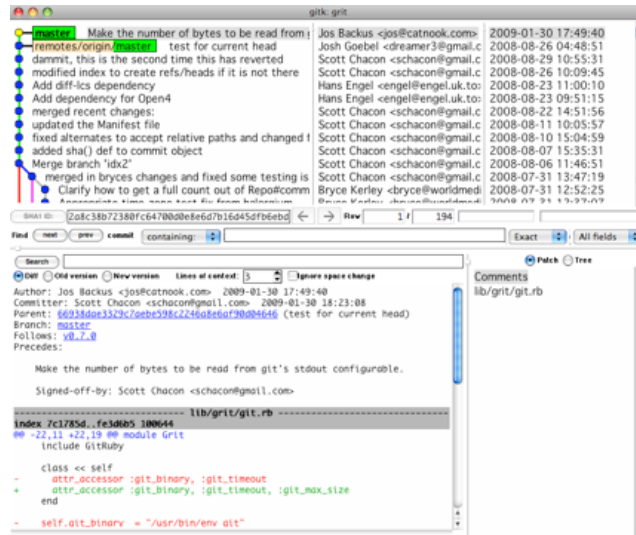 gitk: grit
master Make the number of bytes to be read from Jos Backus <jos@catnook.com> 2009-01-30 17:49:40
remotes/origin/master test for current head Josh Goebel <dreamer3@gmail.c 2008-08-26 04:48:51
dammit, this is the second time this has reverted Scott Chacon <schacon@gmail.c 2008-08-29 10:55:31
modified index to create refs/heads if it is not there Scott Chacon <schacon@gmail.c 2008-08-26 10:09:45
Add diff-lcs dependency Hans Engel <engel@engel.uk.to> 2008-08-23 11:00:10
Add dependency for Open4 Hans Engel <engel@engel.uk.to> 2008-08-23 09:51:15
merged recent changes: Scott Chacon <schacon@gmail.c 2008-08-22 14:51:56
updated the Manifest file Scott Chacon <schacon@gmail.c 2008-08-11 10:05:57
fixed alternates to accept relative paths and changed f Scott Chacon <schacon@gmail.c 2008-08-10 15:04:59
added sha() def to commit object Scott Chacon <schacon@gmail.c 2008-08-07 15:35:31
Merge branch 'idx2' Scott Chacon <schacon@gmail.c 2008-08-06 11:46:51
merged in bryces changes and fixed some testing is Scott Chacon <schacon@gmail.c 2008-07-31 13:47:19
Clarify how to get a full count out of Repo#comm Bryce Kerley <bryce@worldmedi 2008-07-31 12:52:25
Appropriate time-zone test fix from halorgium Bryce Kerley <bryce@worldmedi 2008-07-31 12:37:07
SHA1 ID: 2a8c38b72380fc64700d0e8e6d7b16d45dfb6ebd ← → Row 1 / 194
Find next prev commit containing: Exact All fields
Search Patch Tree
Diff Old version New version Lines of context: 3 Ignore space change Comments
lib/grit/git.rb
Author: Jos Backus <jos@catnook.com> 2009-01-30 17:49:40
Committer: Scott Chacon <schacon@gmail.com> 2009-01-30 18:23:08
Parent: 66938dae3329c7aebe598c2246a8e6af90d04646 (test for current head)
Branch: master
Follows: v0.7.0
Precedes:
Make the number of bytes to be read from git's stdout configurable.
Signed-off-by: Scott Chacon <schacon@gmail.com>
lib/grit/git.rb
index 7c1785d..fe3d6b5 100644
@@ -22,11 +22,19 @@ module Grit
include GitRuby
class << self
- attr_accessor :git_binary, :git_timeout
+ attr_accessor :git_binary, :git_timeout, :git_max_size
end
- self.git_binary = "/usr/bin/env git"